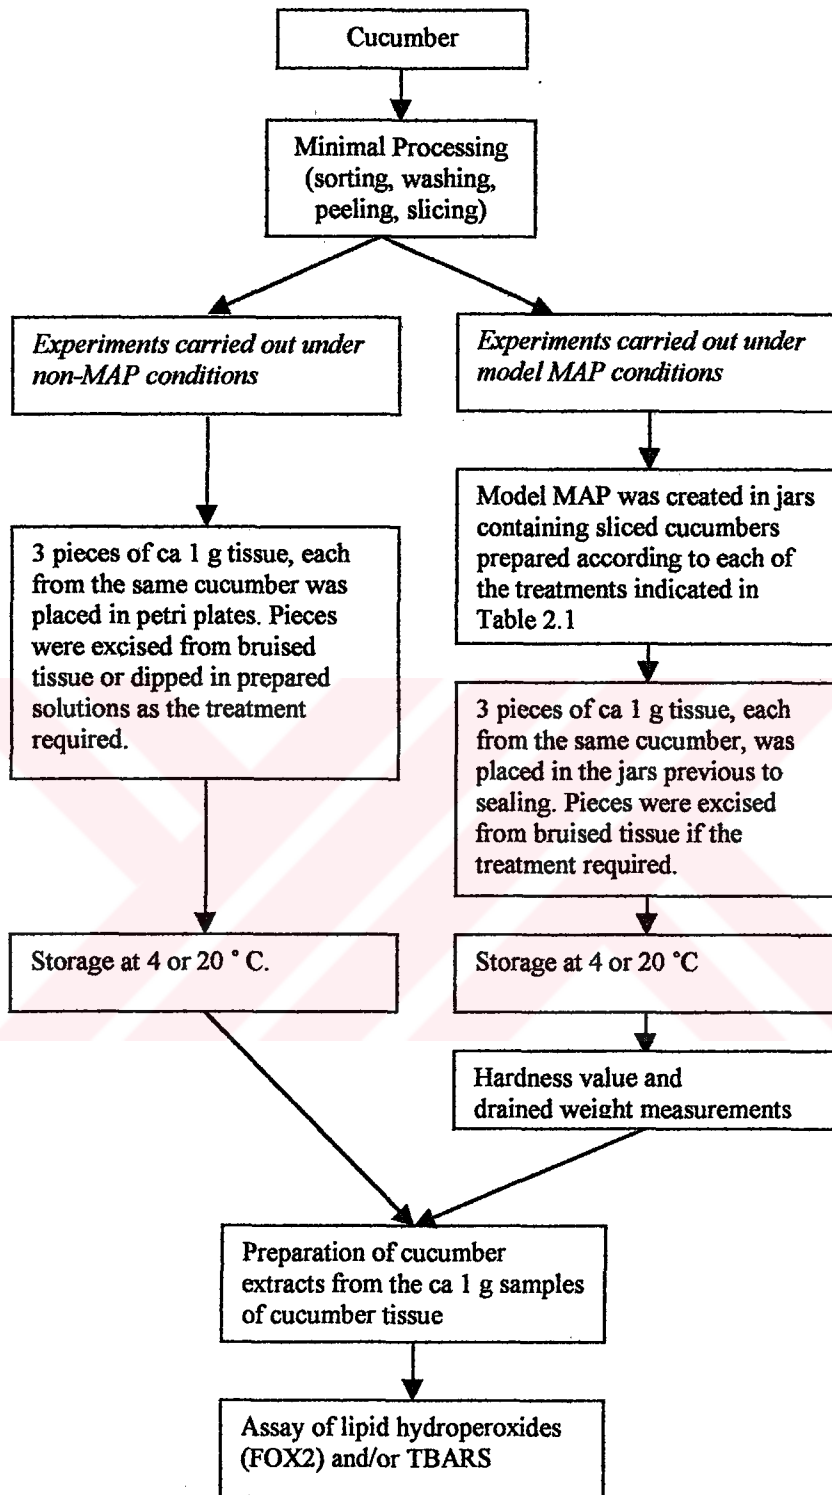 Cucumber
Minimal Processing
(sorting, washing,
peeling, slicing)
Experiments carried out under
non-MAP conditions
Experiments carried out under
model MAP conditions
3 pieces of ca 1 g tissue, each
from the same cucumber was
placed in petri plates. Pieces
were excised from bruised
tissue or dipped in prepared
solutions as the treatment
required.
Model MAP was created in jars
containing sliced cucumbers
prepared according to each of
the treatments indicated in
Table 2.1
3 pieces of ca 1 g tissue, each
from the same cucumber, was
placed in the jars previous to
sealing. Pieces were excised
from bruised tissue if the
treatment required.
Storage at 4 or 20 ° C.
Storage at 4 or 20 °C
Hardness value and
drained weight measurements
Preparation of cucumber
extracts from the ca 1 g samples
of cucumber tissue
Assay of lipid hydroperoxides
(FOX2) and/or TBARS